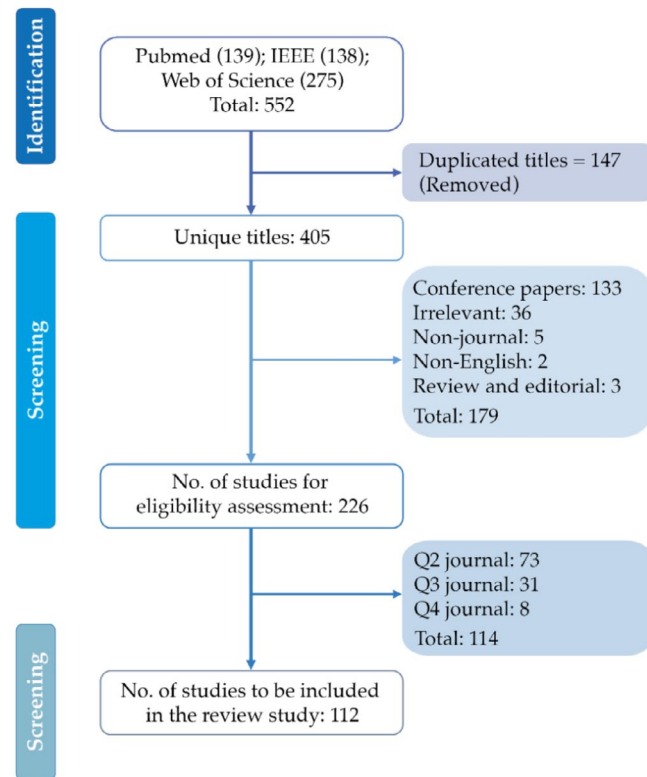 Identification
Pubmed (139); IEEE (138);
Web of Science (275)
Total: 552
Duplicated titles = 147
(Removed)
Screening
Unique titles: 405
Conference papers: 133
Irrelevant: 36
Non-journal: 5
Non-English: 2
Review and editorial: 3
Total: 179
No. of studies for
eligibility assessment: 226
Q2 journal: 73
Q3 journal: 31
Q4 journal: 8
Total: 114
Screening
No. of studies to be included
in the review study: 112